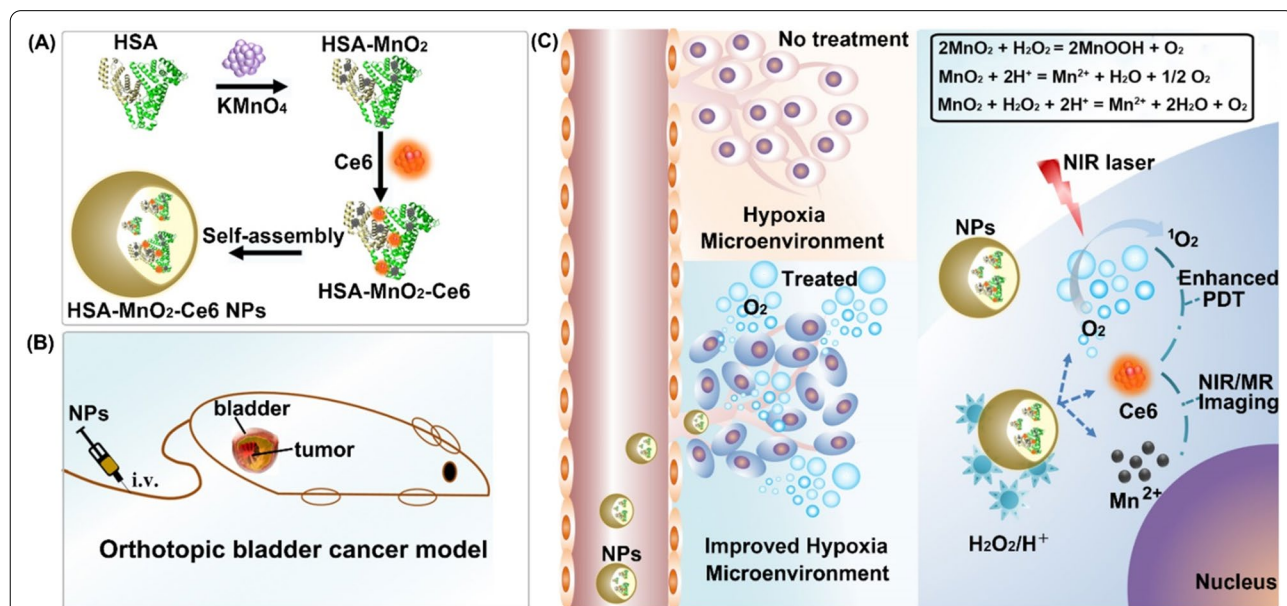 (A)
HSA
KMnO₄
HSA-MnO₂
Ce6
HSA-MnO₂-Ce6
Self-assembly
HSA-MnO₂-Ce6 NPs
(B)
NPs
i.v.
bladder
tumor
Orthotopic bladder cancer model
(C)
No treatment
Hypoxia
Microenvironment
Treated
O₂
NPs
Improved Hypoxia
Microenvironment
2MnO₂ + H₂O₂ = 2MnOOH + O₂
MnO₂ + 2H⁺ = Mn²⁺ + H₂O + 1/2 O₂
MnO₂ + H₂O₂ + 2H⁺ = Mn²⁺ + 2H₂O + O₂
NIR laser
NPs
¹O₂
O₂
Enhanced
PDT
Ce6
NIR/MR
Imaging
Mn²⁺
H₂O₂/H⁺
Nucleus